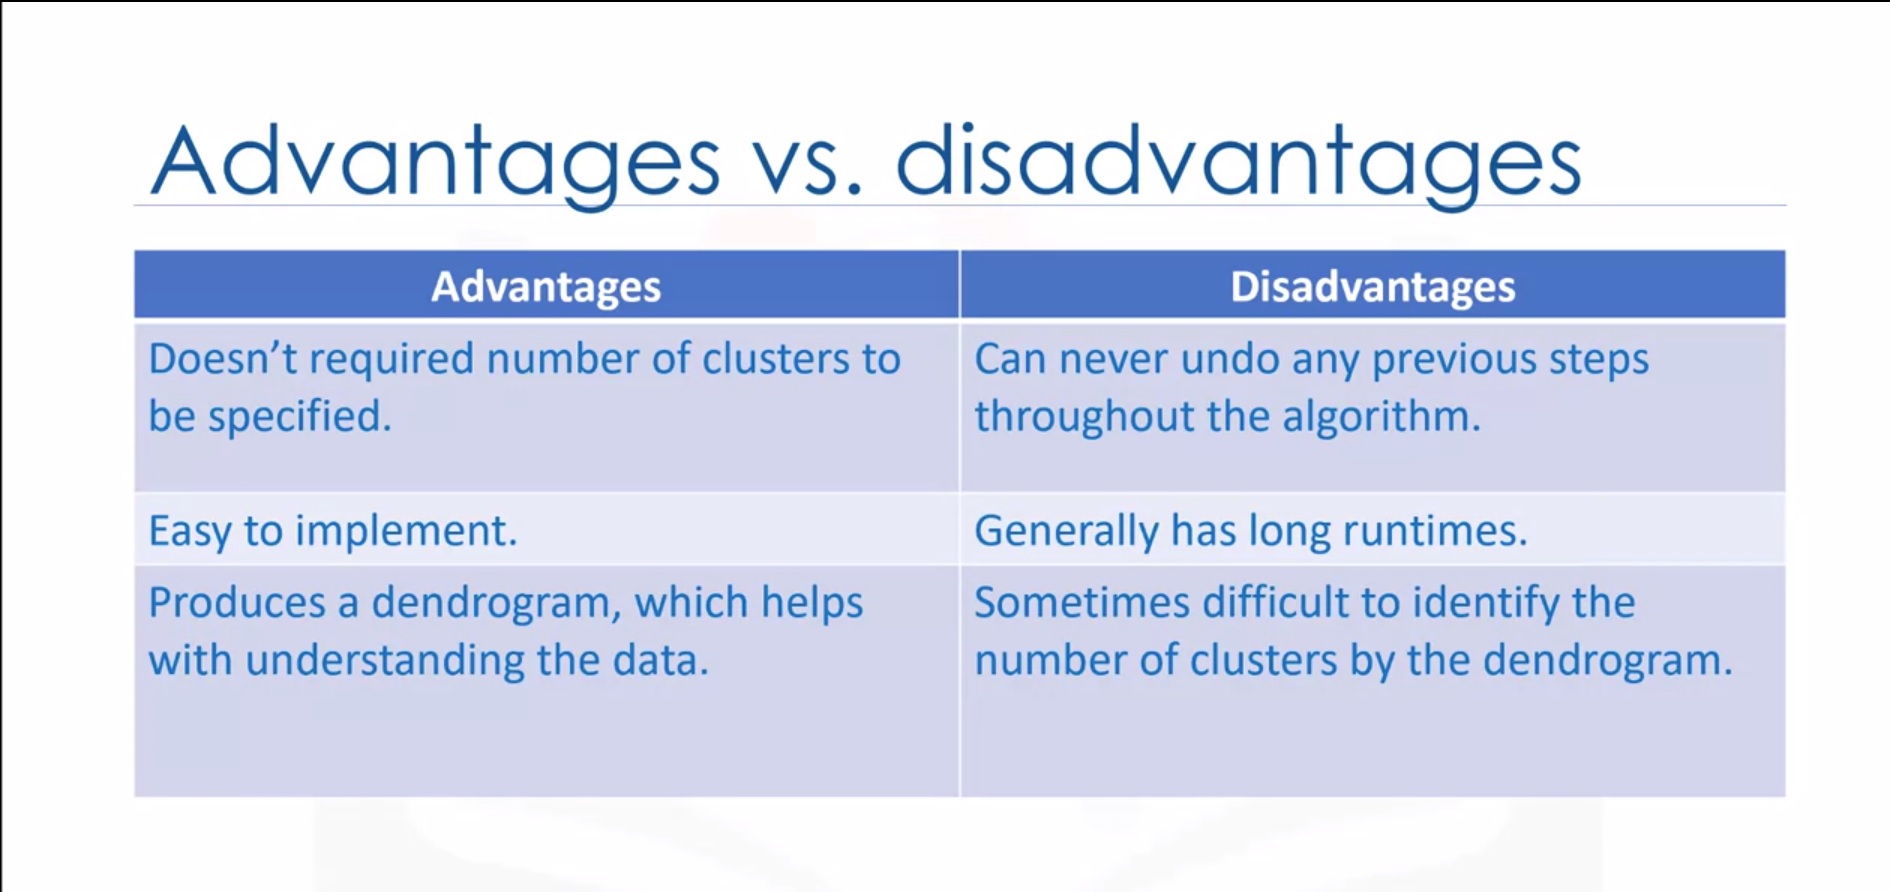 Advantages vs. disadvantages
Advantages
Disadvantages
Doesn't required number of clusters to
be specified.
Can never undo any previous steps
throughout the algorithm.
Easy to implement.
Generally has long runtimes.
Produces a dendrogram, which helps
with understanding the data.
Sometimes difficult to identify the
number of clusters by the dendrogram.